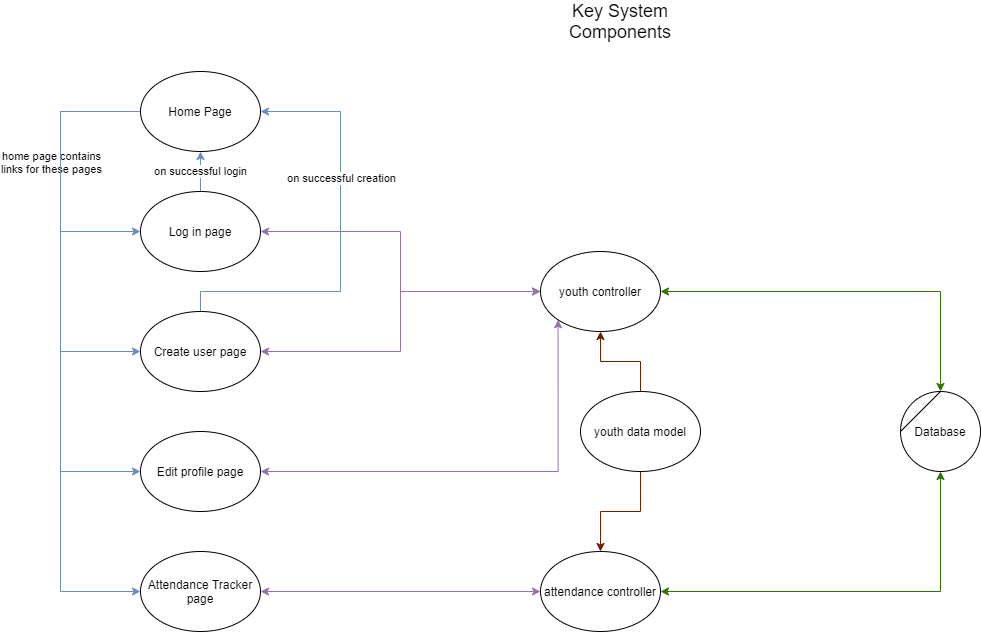 Key System
Components
Home Page
home page contains
links for these pages
on successful login
on successful creation
Log in page
youth controller
Create user page
youth data model
Database
Edit profile page
Attendance Tracker
page
attendance controller